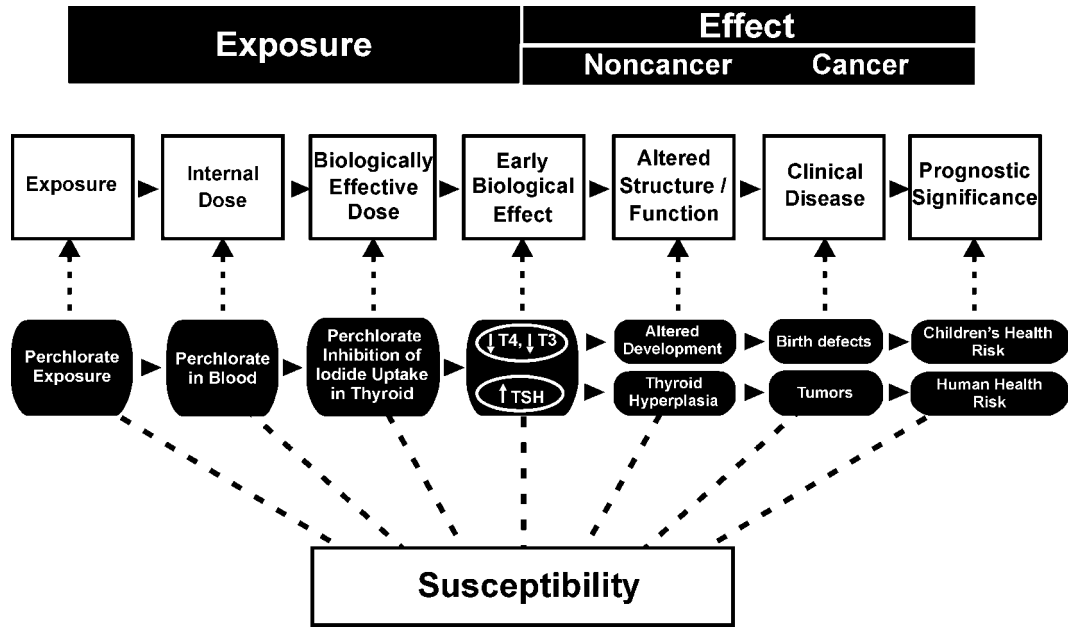 Exposure
Effect
Noncancer Cancer
Exposure
Internal
Dose
Biologically
Effective
Dose
Early
Biological
Effect
Altered
Structure /
Function
Clinical
Disease
Prognostic
Significance
Perchlorate
Exposure
Perchlorate
in Blood
Perchlorate
Inhibition of
Iodide Uptake
in Thyroid
↓ T4, ↓ T3
↑ TSH
Altered
Development
Birth defects
Children's Health
Risk
Thyroid
Hyperplasia
Tumors
Human Health
Risk
Susceptibility